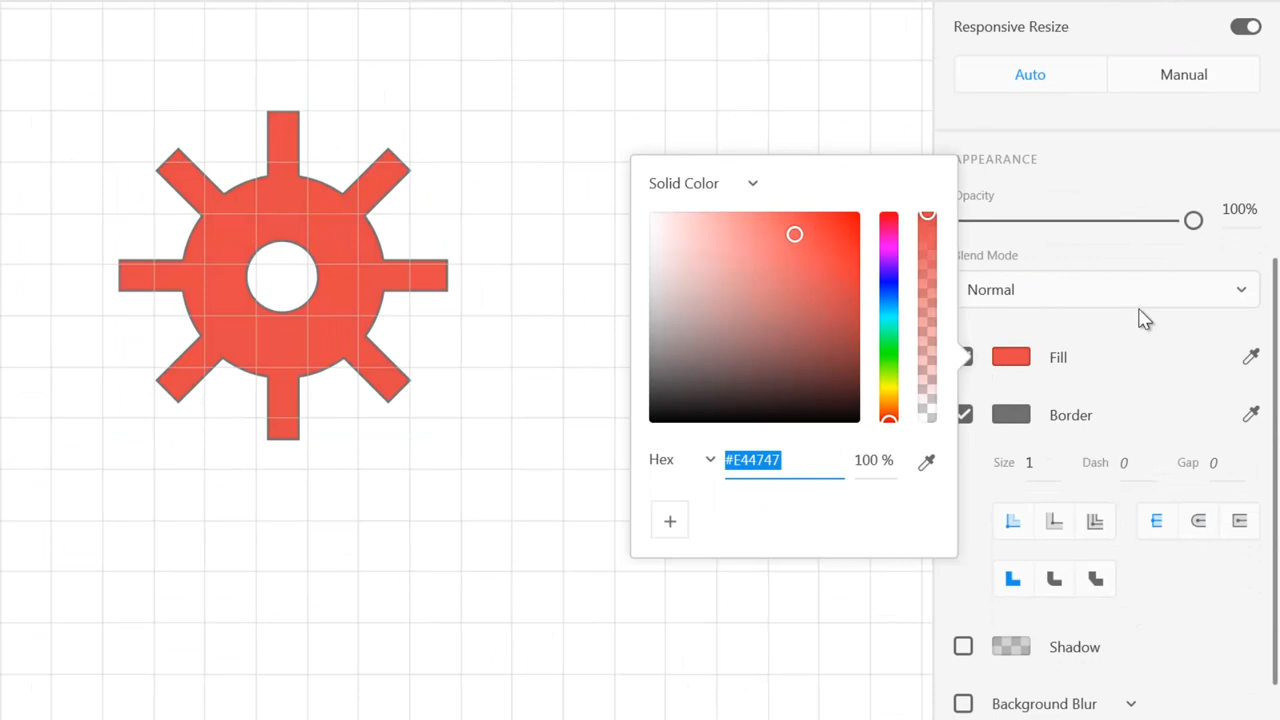 Responsive Resize
Auto
Manual
APPEARANCE
Opacity
100%
Blend Mode
Normal
Solid Color
Fill
Border
Hex
#E44747
100 %
Size 1
Dash 0
Gap 0
+
Shadow
Background Blur